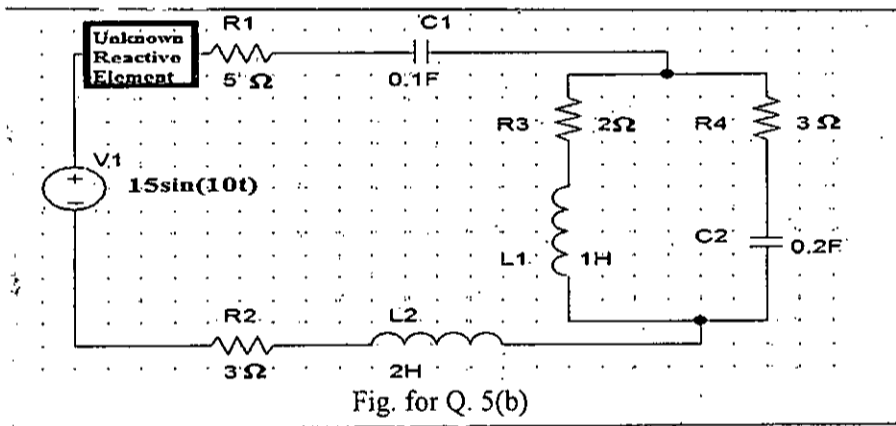 Unknown
Reactive
Element
R1
5 Ω
C1
0.1F
R3
2Ω
R4
3 Ω
V1
15sin(10t)
L1
1H
C2
0.2F
R2
3 Ω
L2
2H
Fig. for Q. 5(b)